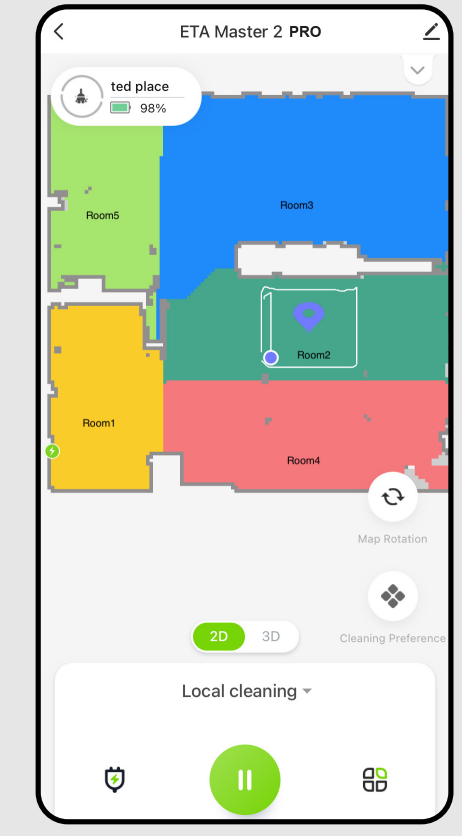 ETA Master 2 PRO
ted place
98%
Room5
Room3
Room2
Room1
Room4
Map Rotation
Cleaning Preference
2D
3D
Local cleaning